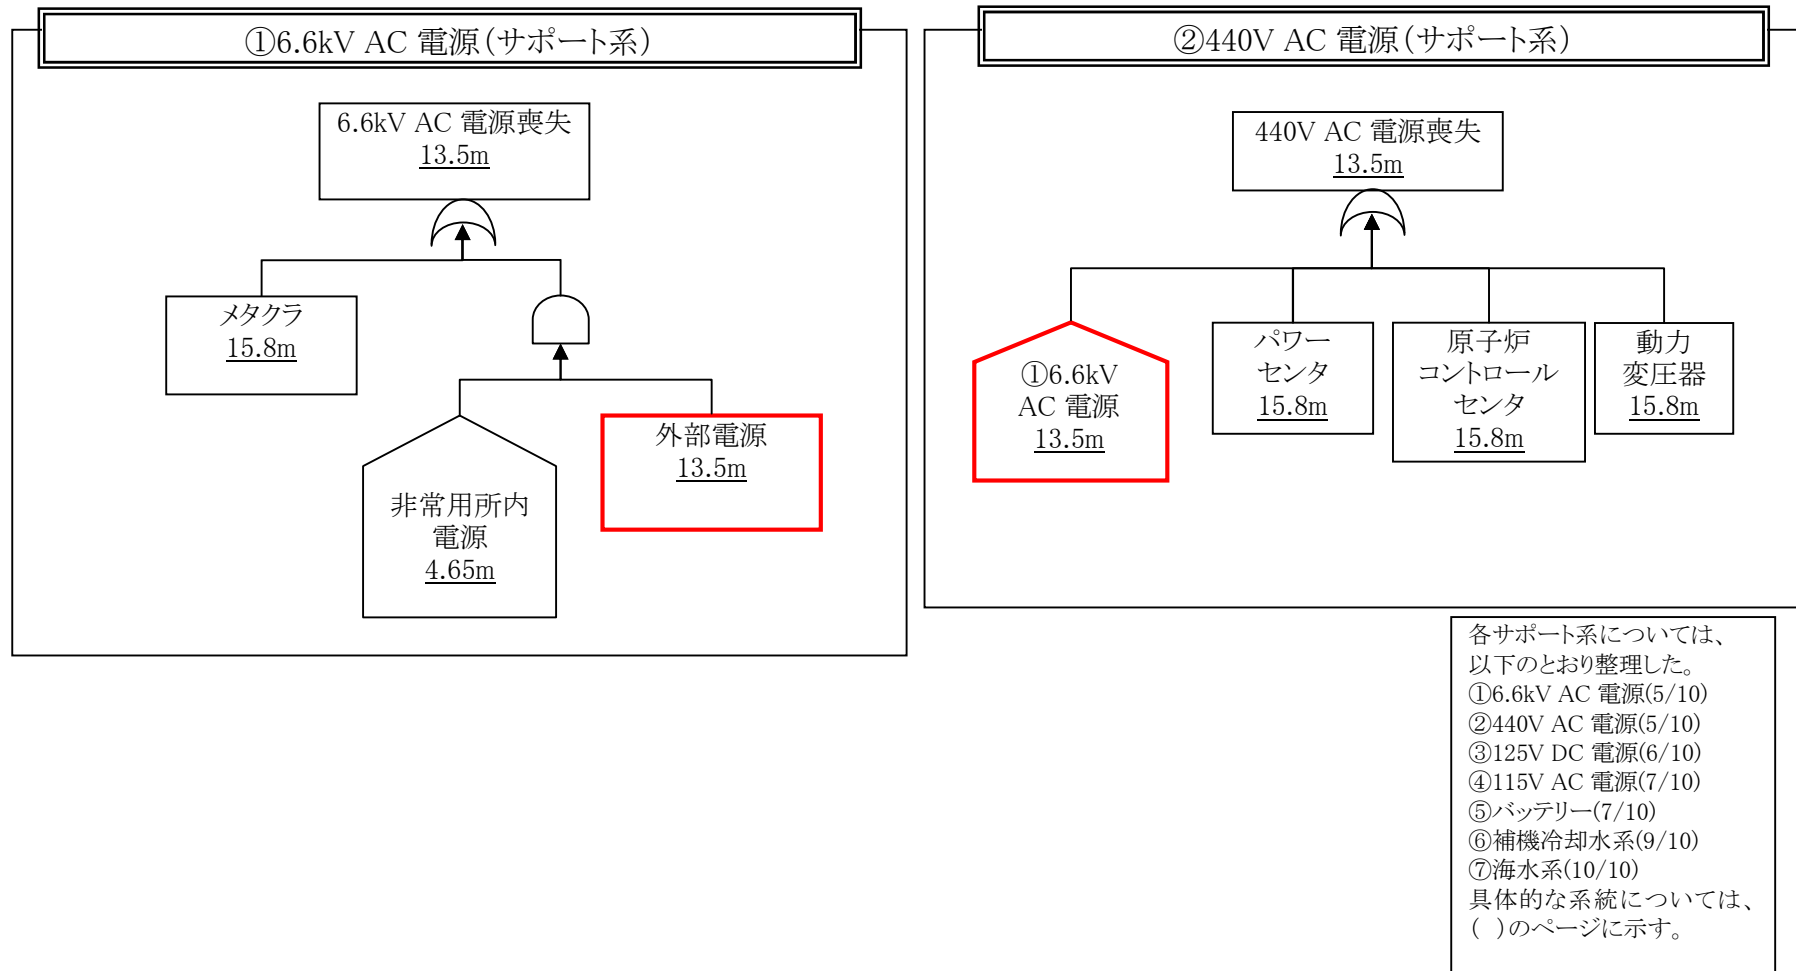 ①6.6kV AC 電源(サポート系)
6.6kV AC 電源喪失
13.5m
メタクラ
15.8m
非常用所内
電源
4.65m
外部電源
13.5m
②440V AC 電源(サポート系)
440V AC 電源喪失
13.5m
①6.6kV
AC 電源
13.5m
パワー
センタ
15.8m
原子炉
コントロール
センタ
15.8m
動力
変圧器
15.8m
各サポート系については、
以下のとおり整理した。
①6.6kV AC 電源(5/10)
②440V AC 電源(5/10)
③125V DC 電源(6/10)
④115V AC 電源(7/10)
⑤バッテリー(7/10)
⑥補機冷却水系(9/10)
⑦海水系(10/10)
具体的な系統については、
( )のページに示す。